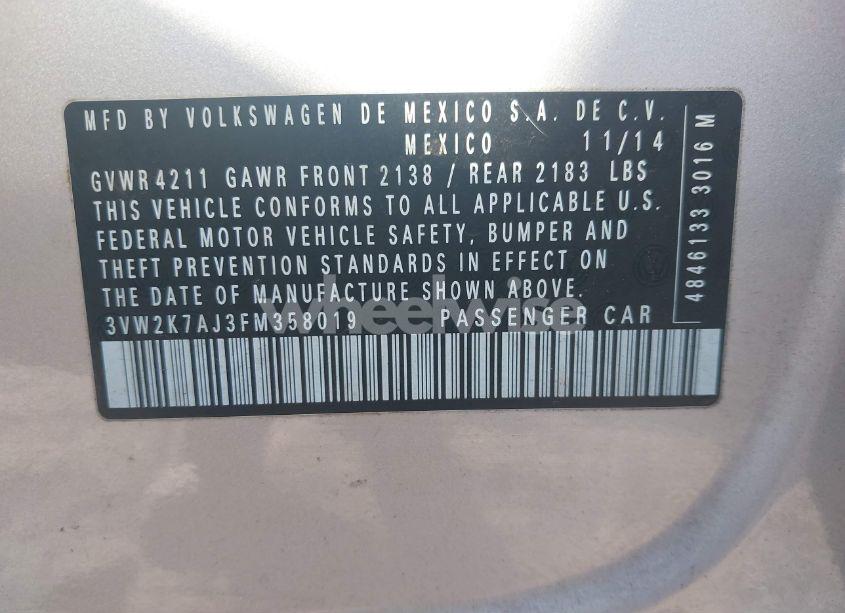 MFD BY VOLKSWAGEN DE MEXICO S.A. DE C.V.
MEXICO 11/14
GVWR 4211 GAWR FRONT 2138 / REAR 2183 LBS
THIS VEHICLE CONFORMS TO ALL APPLICABLE U.S.
FEDERAL MOTOR VEHICLE SAFETY, BUMPER AND
THEFT PREVENTION STANDARDS IN EFFECT ON
THE DATE OF MANUFACTURE SHOWN ABOVE.
3VW2K7AJ3FM358019 PASSENGER CAR
4846133 3016 M
wheelwise